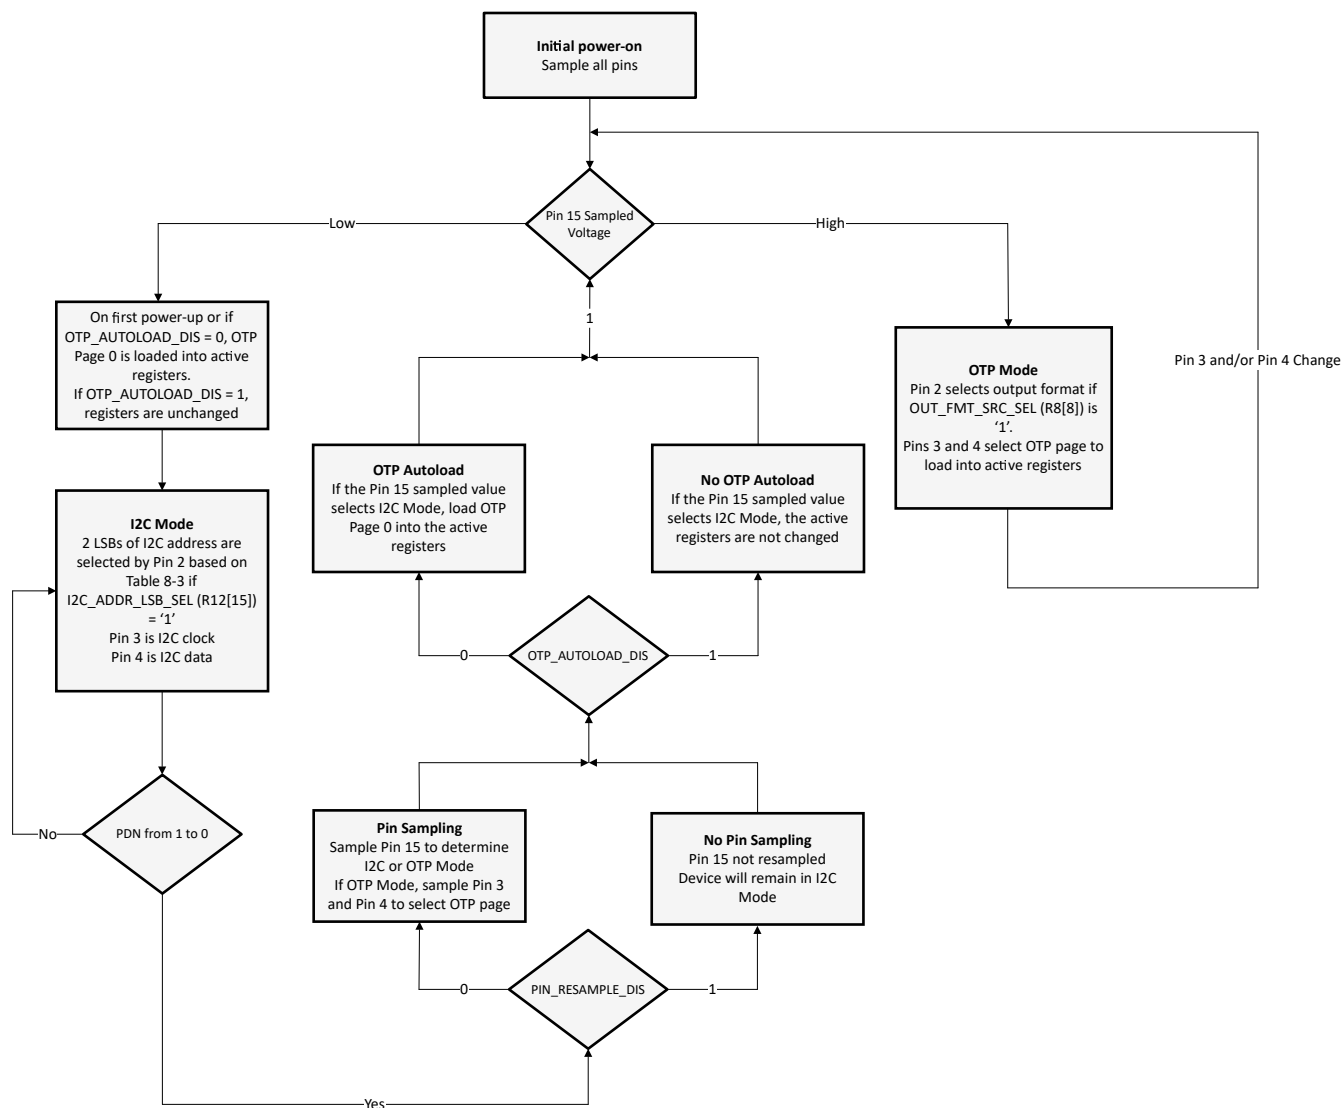 Initial power-on
Sample all pins
Pin 15 Sampled
Voltage
Low
High
On first power-up or if
OTP_AUTOLOAD_DIS = 0, OTP
Page 0 is loaded into active
registers.
If OTP_AUTOLOAD_DIS = 1,
registers are unchanged
1
OTP Mode
Pin 2 selects output format if
OUT_FMT_SRC_SEL (R8[8]) is
‘1’.
Pins 3 and 4 select OTP page to
load into active registers
Pin 3 and/or Pin 4 Change
OTP Autoload
If the Pin 15 sampled value
selects I2C Mode, load OTP
Page 0 into the active
registers
No OTP Autoload
If the Pin 15 sampled value
selects I2C Mode, the active
registers are not changed
I2C Mode
2 LSBs of I2C address are
selected by Pin 2 based on
Table 8-3 if
I2C_ADDR_LSB_SEL (R12[15])
= ‘1’
Pin 3 is I2C clock
Pin 4 is I2C data
0
OTP_AUTOLOAD_DIS
1
No
PDN from 1 to 0
Pin Sampling
Sample Pin 15 to determine
I2C or OTP Mode
If OTP Mode, sample Pin 3
and Pin 4 to select OTP page
No Pin Sampling
Pin 15 not resampled
Device will remain in I2C
Mode
0
PIN_RESAMPLE_DIS
1
Yes